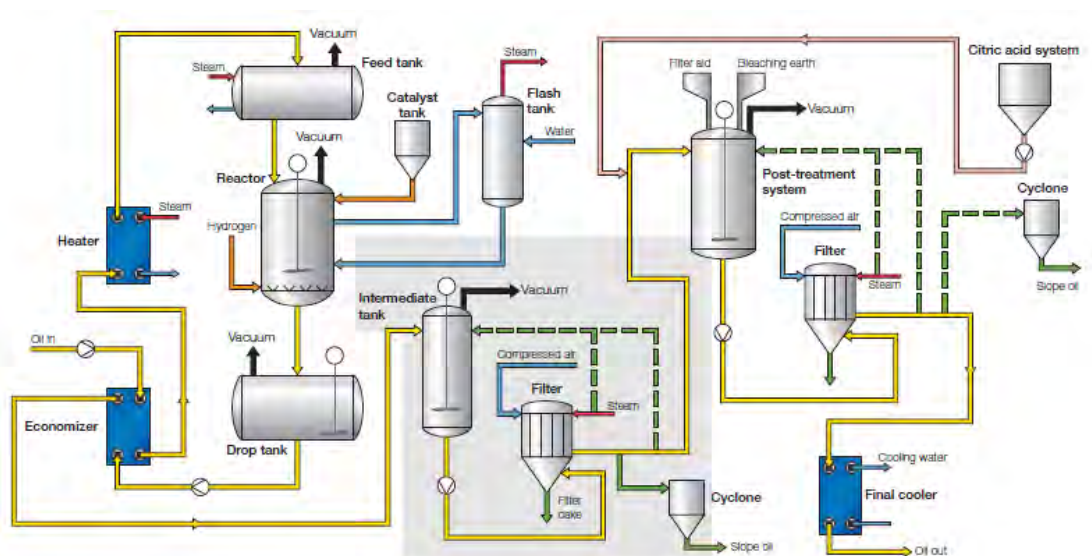 Vacuum
Steam
Feed tank
Catalyst
tank
Steam
Flash
tank
Water
Vacuum
Reactor
Hydrogen
Steam
Heater
Oil in
Economizer
Vacuum
Drop tank
Intermediate
tank
Vacuum
Compressed air
Filter
Steam
Filter
cake
Cyclone
Slope oil
Filter aid
Bleaching earth
Vacuum
Post-treatment
system
Citric acid system
Compressed air
Filter
Steam
Cyclone
Slope oil
Cooling water
Final cooler
Oil out